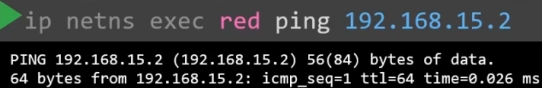 ip netns exec red ping 192.168.15.2
PING 192.168.15.2 (192.168.15.2) 56(84) bytes of data.
64 bytes from 192.168.15.2: icmp_seq=1 ttl=64 time=0.026 ms